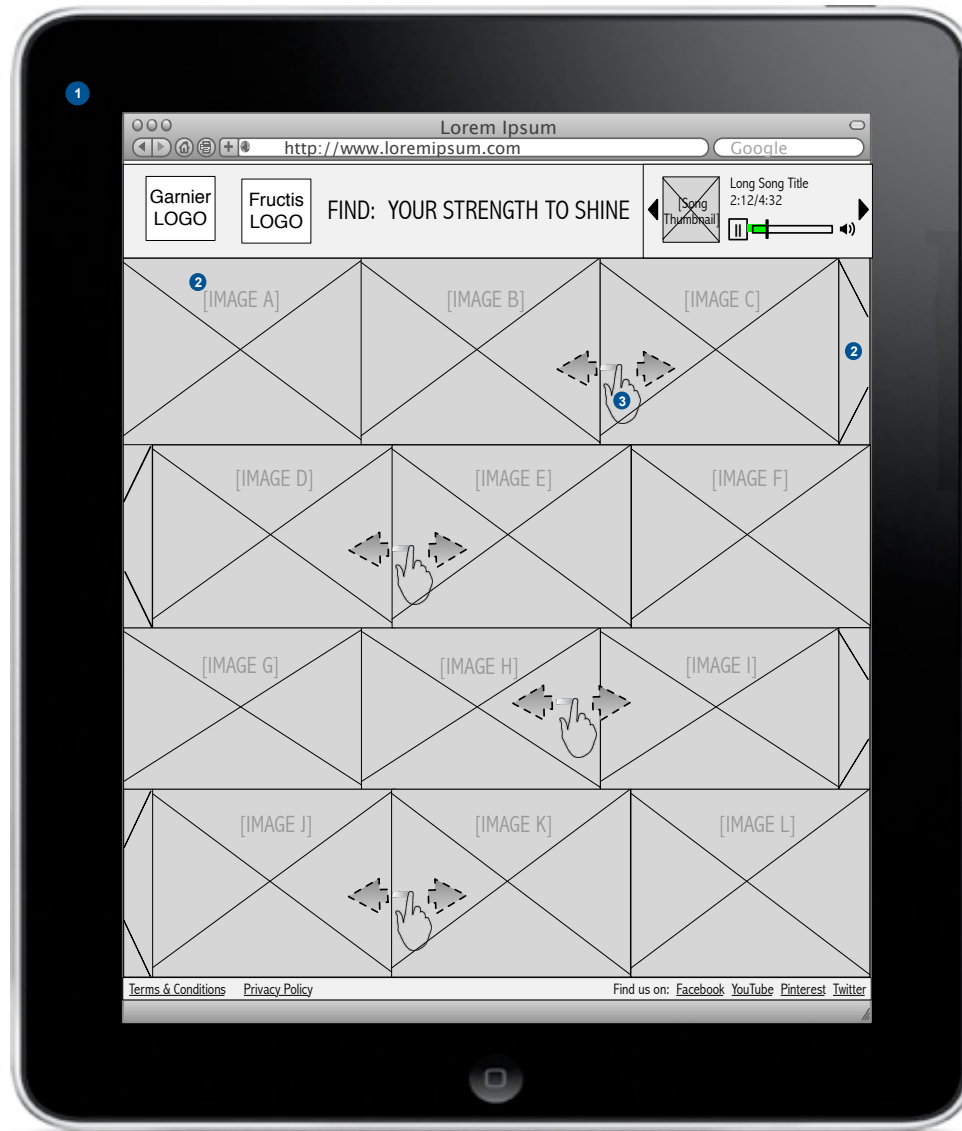 1
Lorem Ipsum
http://www.loremipsum.com
Google
Garnier
LOGO
Fructis
LOGO
FIND: YOUR STRENGTH TO SHINE
[Song
Thumbnail]
Long Song Title
2:12/4:32
2
[IMAGE A]
[IMAGE B]
[IMAGE C]
2
3
[IMAGE D]
[IMAGE E]
[IMAGE F]
[IMAGE G]
[IMAGE H]
[IMAGE I]
[IMAGE J]
[IMAGE K]
[IMAGE L]
Terms & Conditions Privacy Policy
Find us on: Facebook YouTube Pinterest Twitter